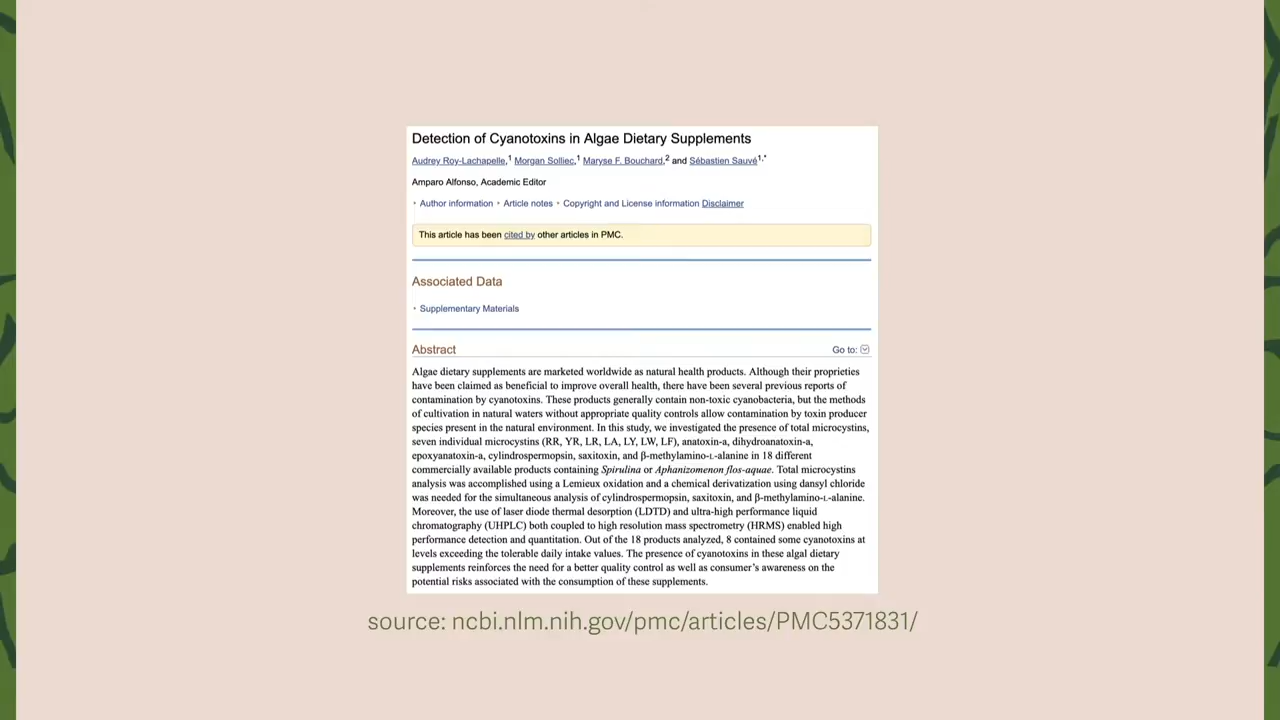 Detection of Cyanotoxins in Algae Dietary Supplements
Audrey Roy-Lachapelle,1 Morgan Solliec,1 Maryse F. Bouchard,2 and Sébastien Sauvé1,*
Amparo Alfonso, Academic Editor
• Author information • Article notes • Copyright and License information Disclaimer
This article has been cited by other articles in PMC.
Associated Data
• Supplementary Materials
Abstract
Go to:
Algae dietary supplements are marketed worldwide as natural health products. Although their proprieties
have been claimed as beneficial to improve overall health, there have been several previous reports of
contamination by cyanotoxins. These products generally contain non-toxic cyanobacteria, but the methods
of cultivation in natural waters without appropriate quality controls allow contamination by toxin producer
species present in the natural environment. In this study, we investigated the presence of total microcystins,
seven individual microcystins (RR, YR, LR, LA, LY, LW, LF), anatoxin-a, dihydroanatoxin-a,
epoxyanatoxin-a, cylindrospermopsin, saxitoxin, and β-methylamino-L-alanine in 18 different
commercially available products containing Spirulina or Aphanizomenon flos-aquae. Total microcystins
analysis was accomplished using a Lemieux oxidation and a chemical derivatization using dansyl chloride
was needed for the simultaneous analysis of cylindrospermopsin, saxitoxin, and β-methylamino-L-alanine.
Moreover, the use of laser diode thermal desorption (LDTD) and ultra-high performance liquid
chromatography (UHPLC) both coupled to high resolution mass spectrometry (HRMS) enabled high
performance detection and quantitation. Out of the 18 products analyzed, 8 contained some cyanotoxins at
levels exceeding the tolerable daily intake values. The presence of cyanotoxins in these algal dietary
supplements reinforces the need for a better quality control as well as consumer's awareness on the
potential risks associated with the consumption of these supplements.
source: ncbi.nlm.nih.gov/pmc/articles/PMC5371831/